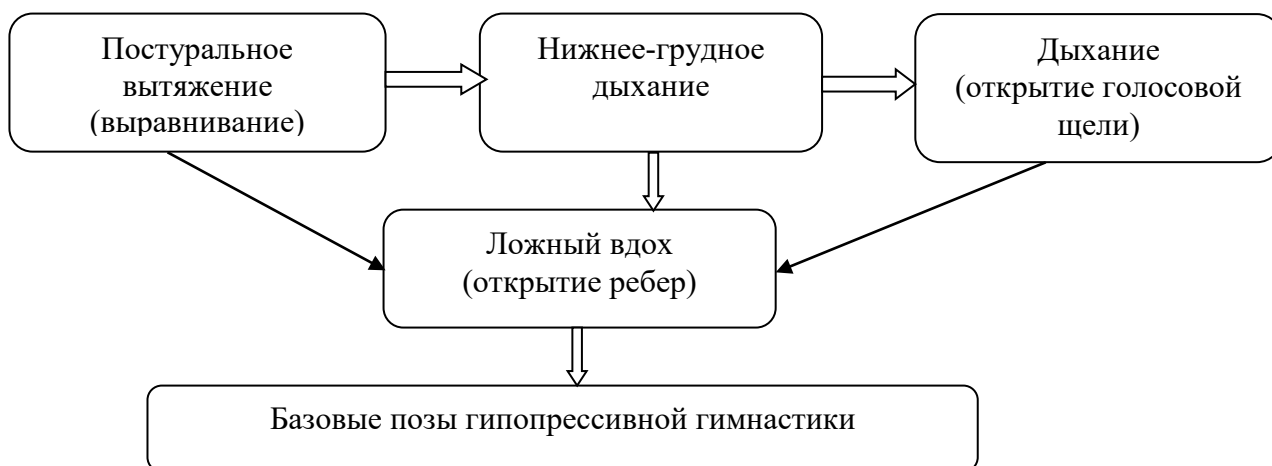 Постуральное
вытяжение
(выравнивание)
Нижнее-грудное
дыхание
Дыхание
(открытие голосовой
щели)
Ложный вдох
(открытие ребер)
Базовые позы гипопрессивной гимнастики